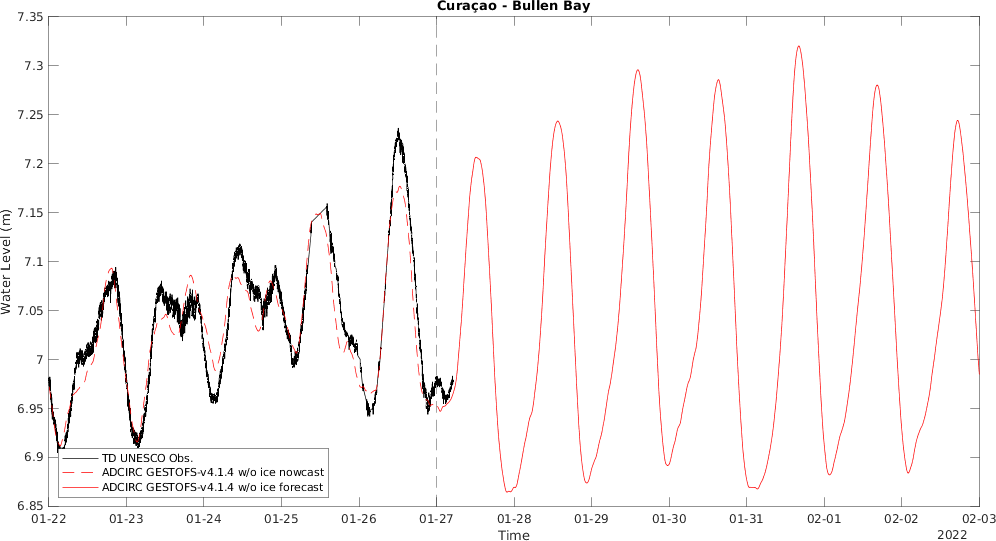 Curaçao - Bullen Bay
7.35
7.3
7.25
7.2
7.15
7.1
7.05
7
6.95
6.9
6.85
Water Level (m)
TD UNESCO Obs.
ADCIRC GESTOFS-v4.1.4 w/o ice nowcast
ADCIRC GESTOFS-v4.1.4 w/o ice forecast
01-22 01-23 01-24 01-25 01-26 01-27 01-28 01-29 01-30 01-31 02-01 02-02 02-03
Time
2022